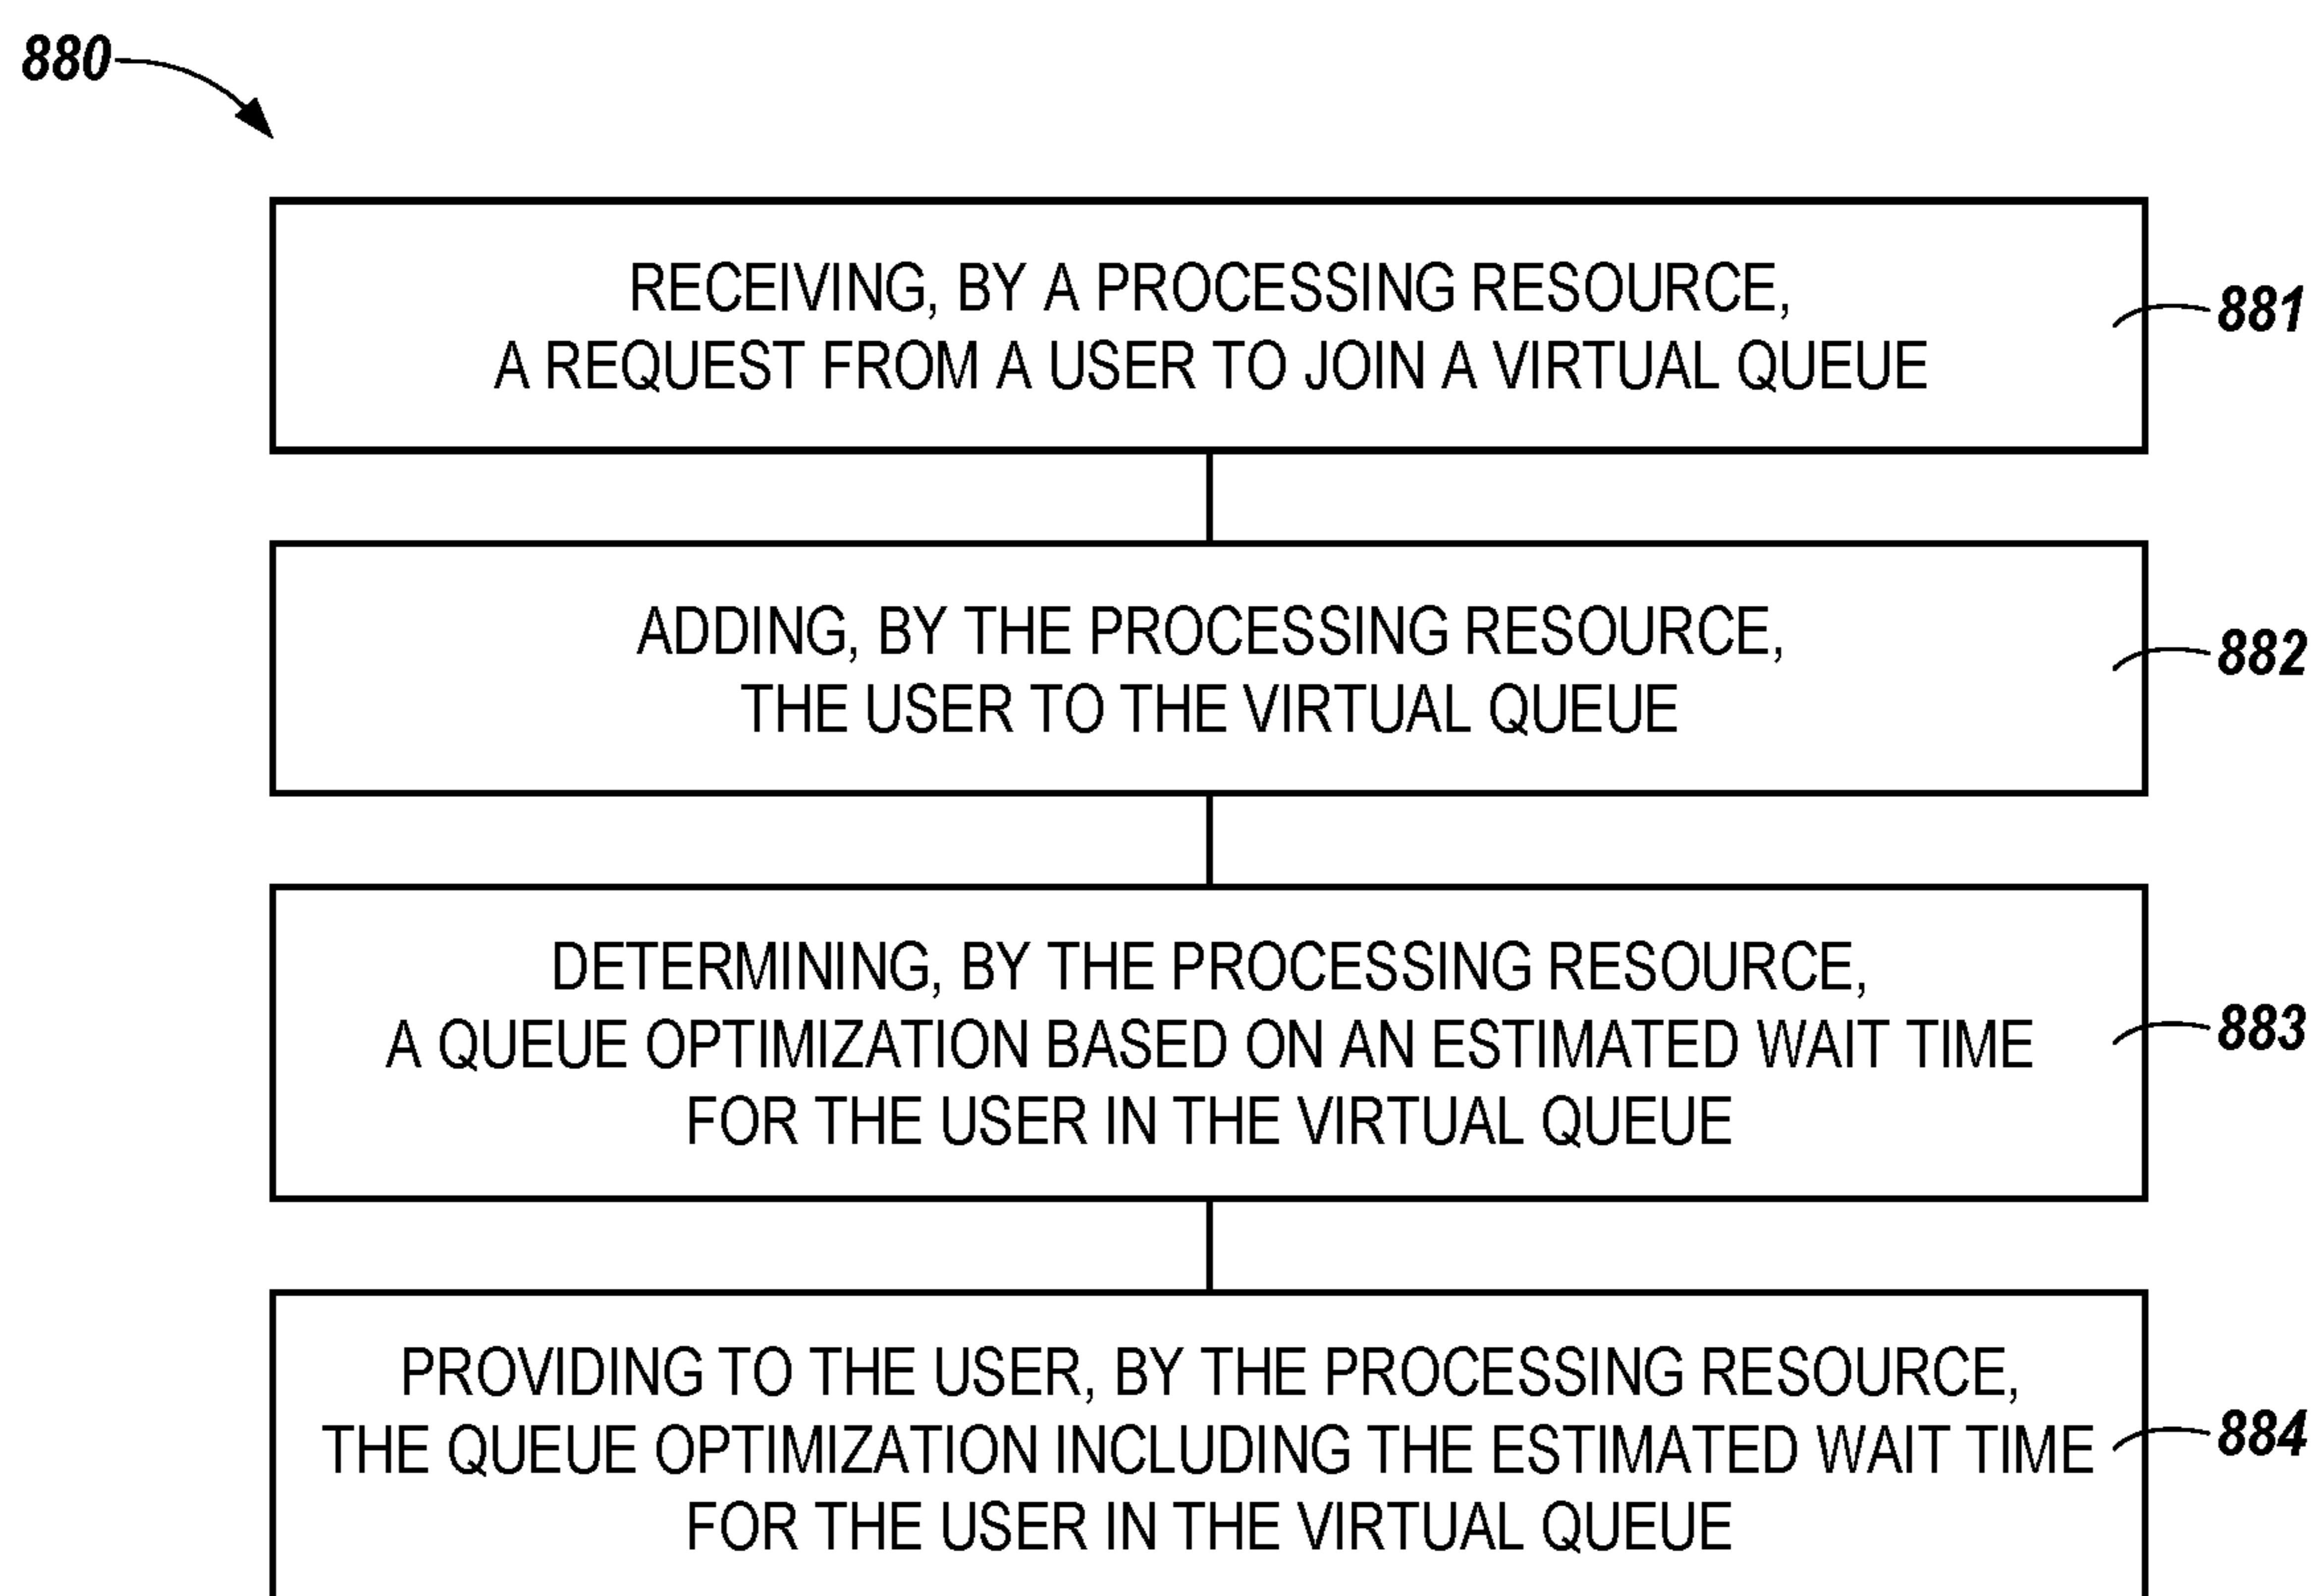 880
RECEIVING, BY A PROCESSING RESOURCE,
A REQUEST FROM A USER TO JOIN A VIRTUAL QUEUE
881
ADDING, BY THE PROCESSING RESOURCE,
THE USER TO THE VIRTUAL QUEUE
882
DETERMINING, BY THE PROCESSING RESOURCE,
A QUEUE OPTIMIZATION BASED ON AN ESTIMATED WAIT TIME
FOR THE USER IN THE VIRTUAL QUEUE
883
PROVIDING TO THE USER, BY THE PROCESSING RESOURCE,
THE QUEUE OPTIMIZATION INCLUDING THE ESTIMATED WAIT TIME
FOR THE USER IN THE VIRTUAL QUEUE
884